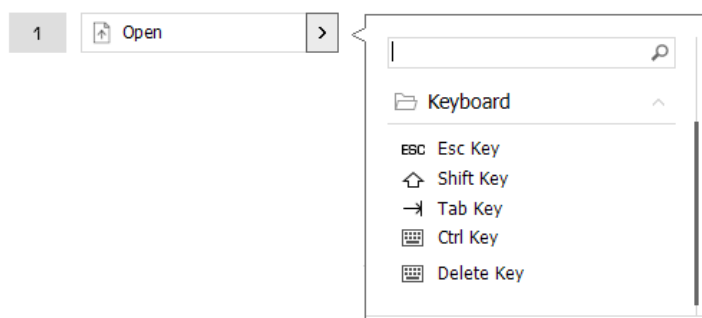 1 Open >
Keyboard
ESC Esc Key
Shift Key
Tab Key
Ctrl Key
Delete Key